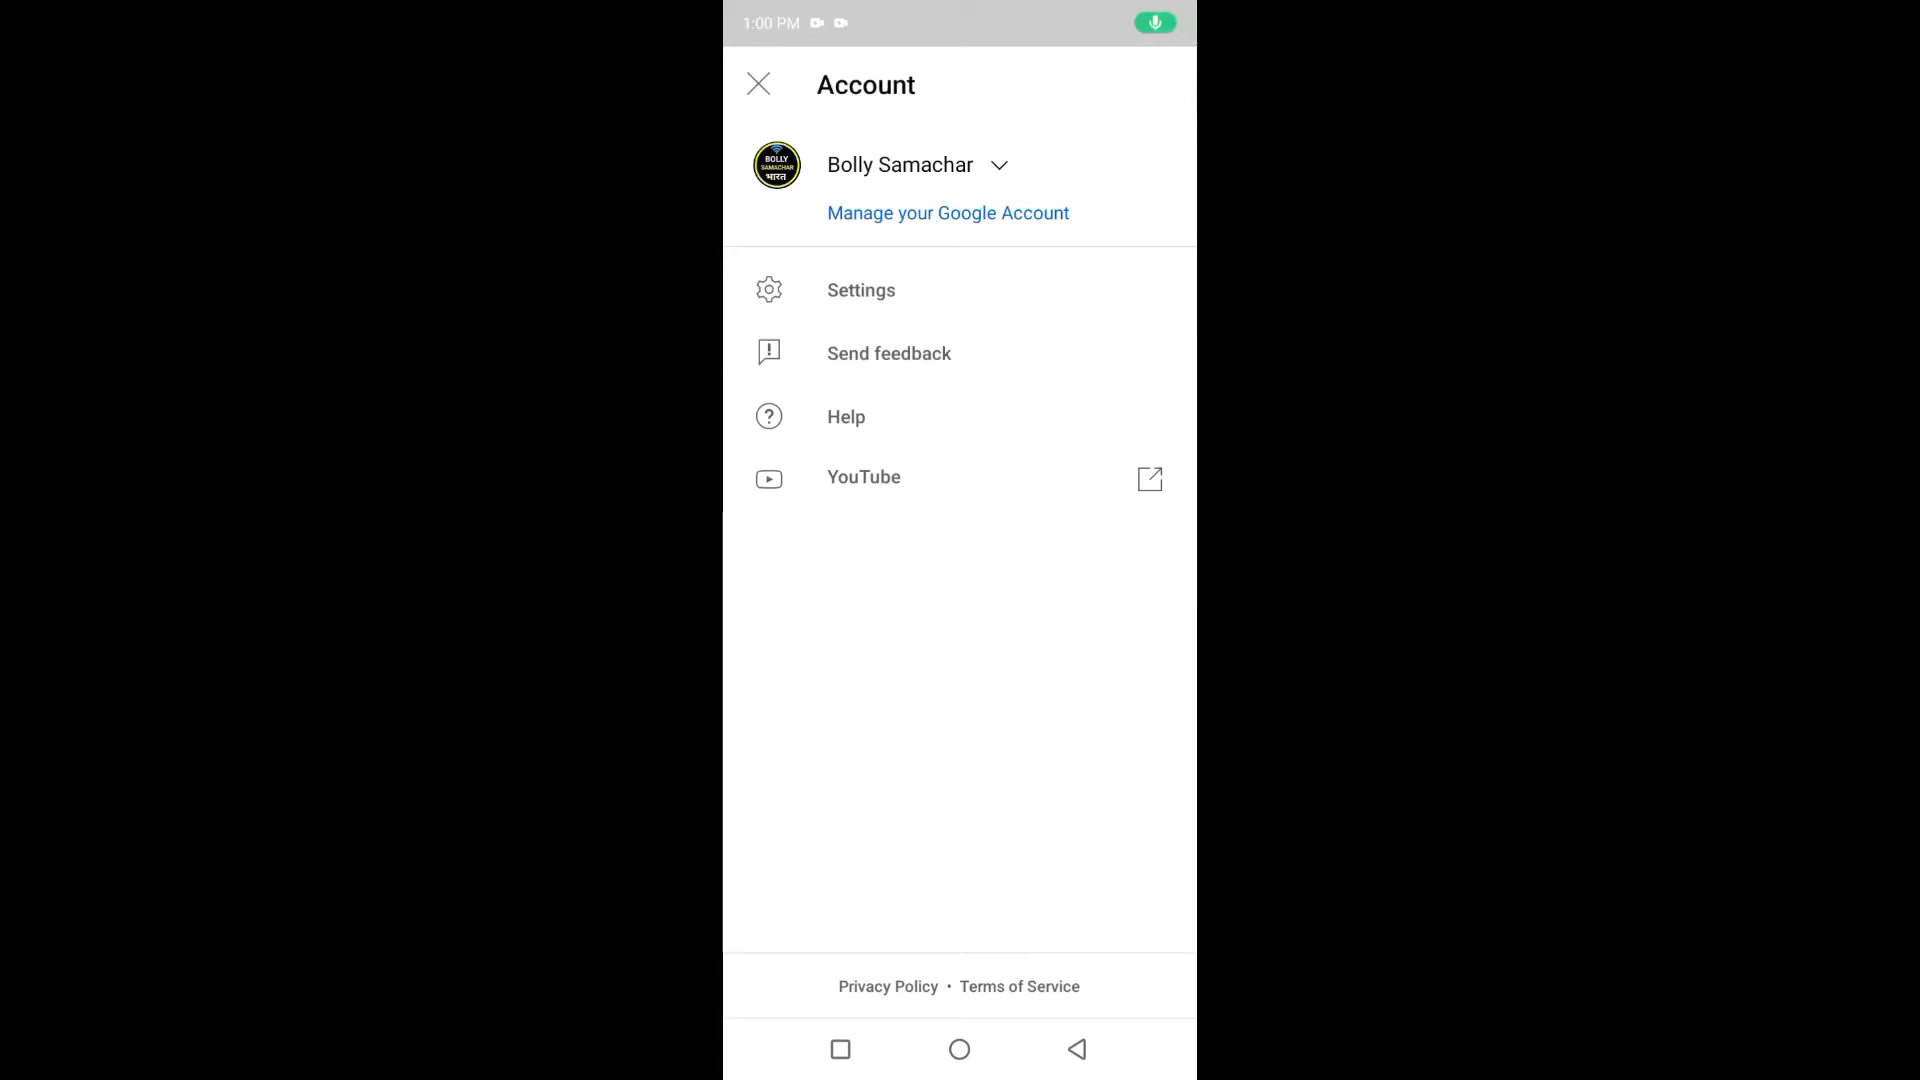 1:00 PM
Account
BOLLY
SAMACHAR
भारत
Bolly Samachar
Manage your Google Account
Settings
Send feedback
Help
YouTube
Privacy Policy • Terms of Service